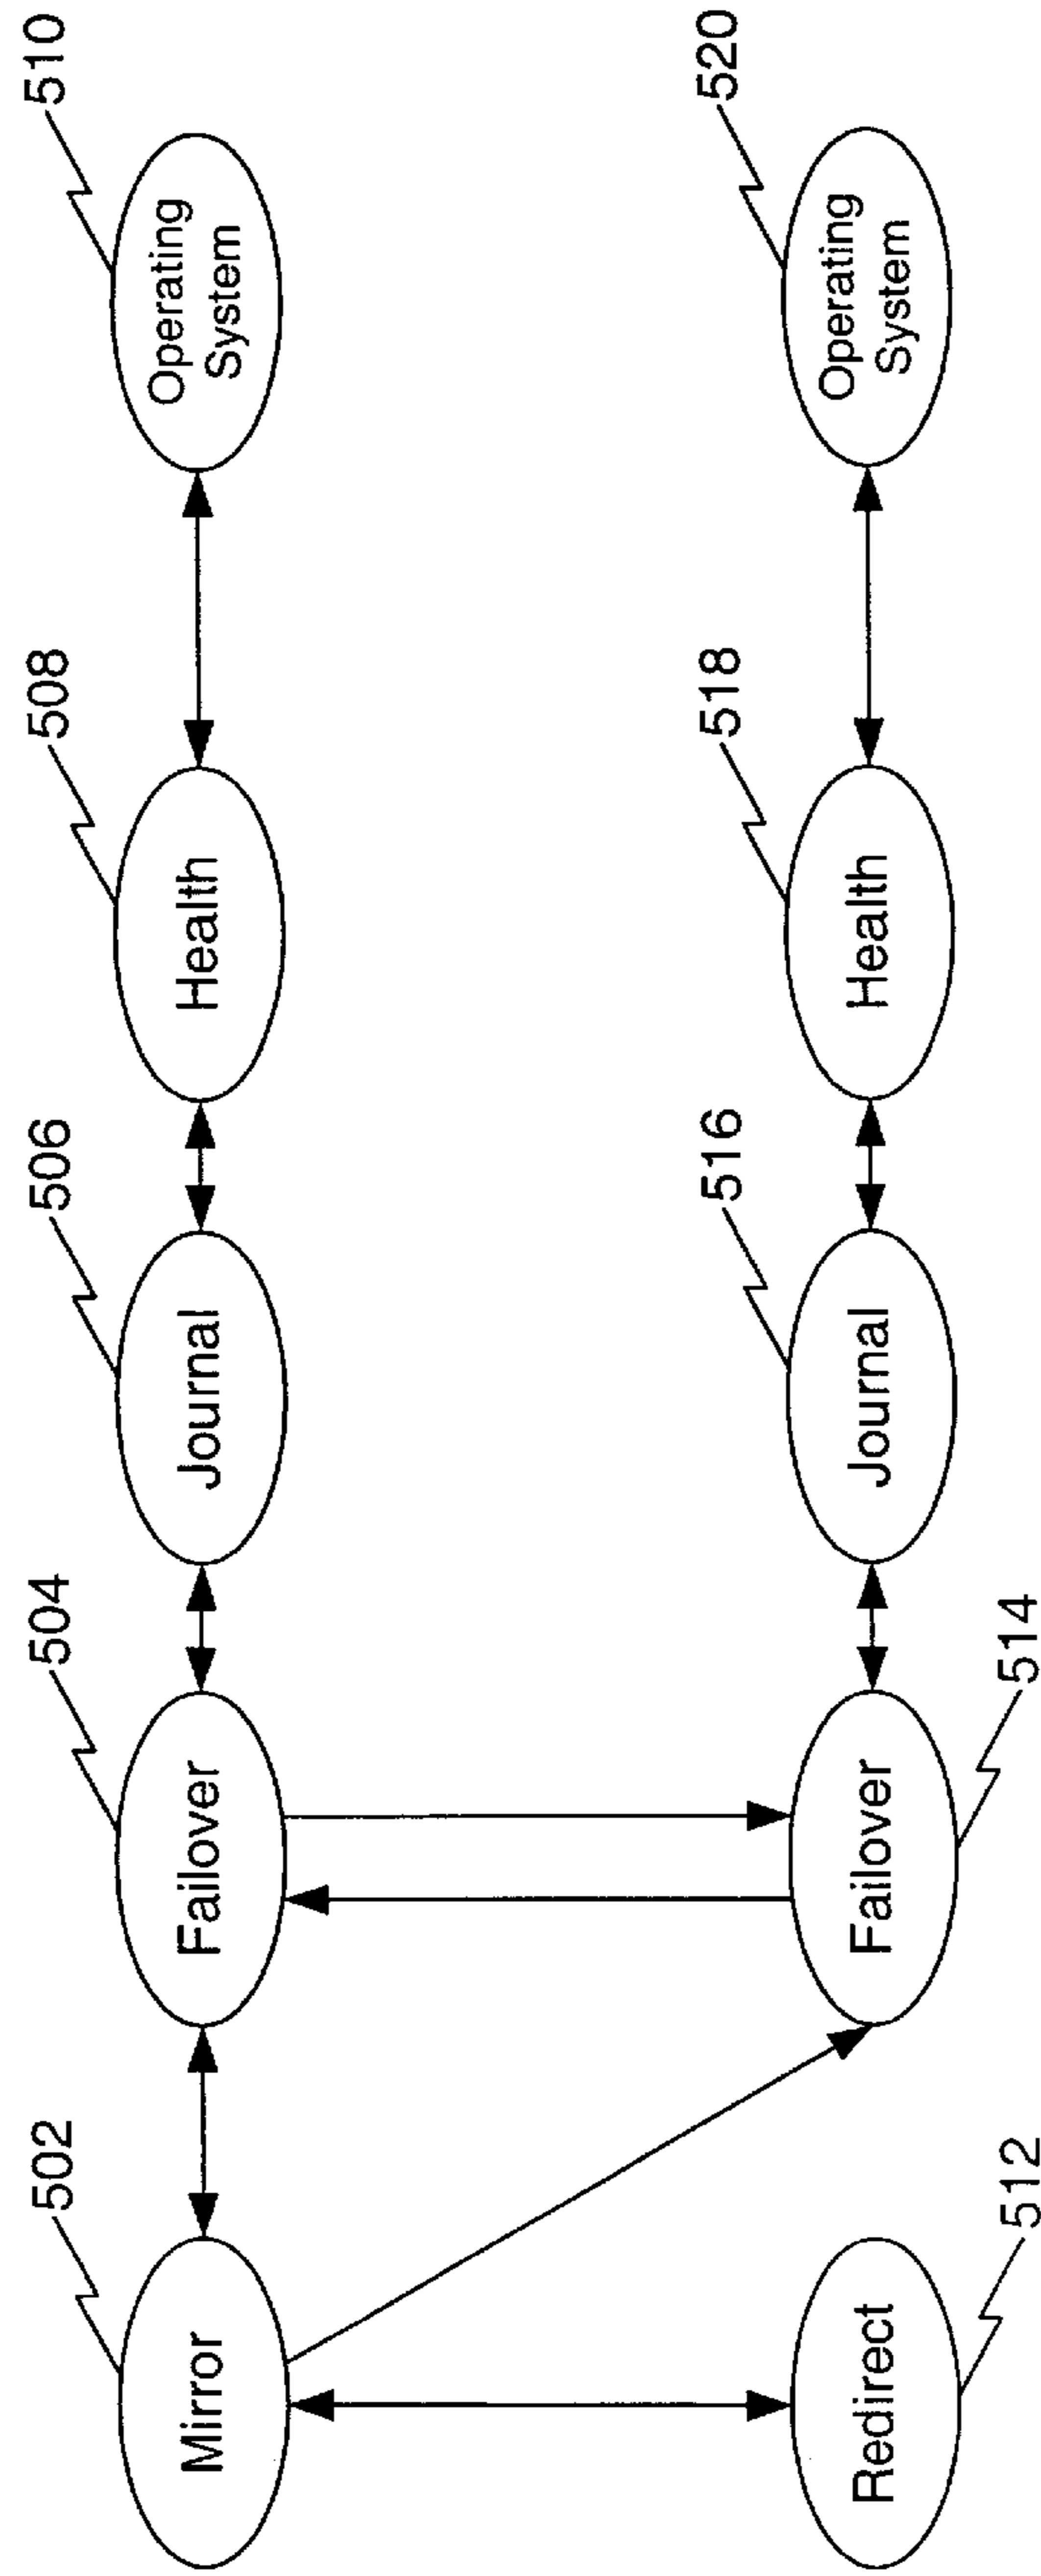 502
504
506
508
510
Mirror
Failover
Journal
Health
Operating
System
516
518
520
Redirect
Failover
Journal
Health
Operating
System
512
514